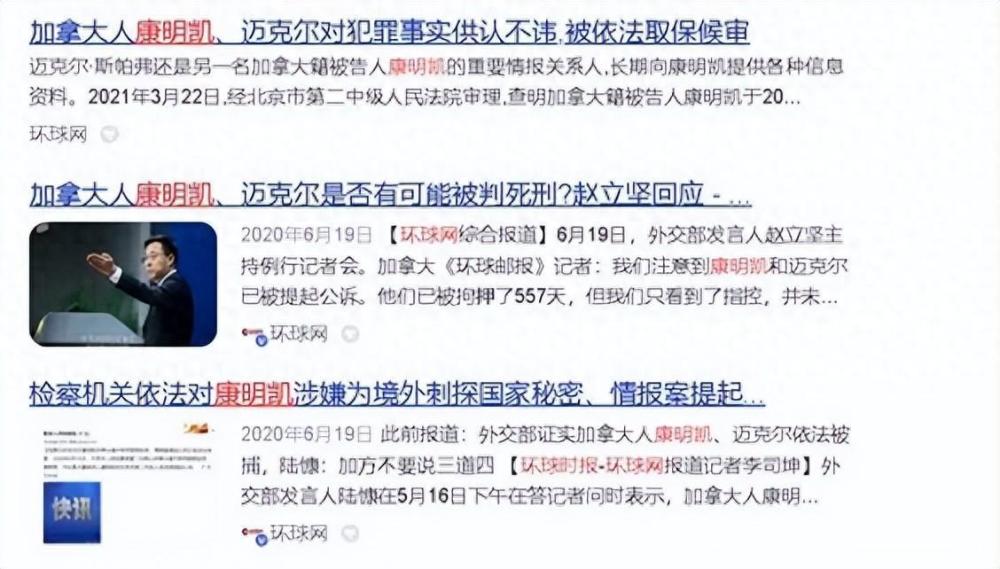 加拿大人康明凯、迈克尔对犯罪事实供认不讳,被依法取保候审
迈克尔·斯帕弗还是另一名加拿大籍被告人康明凯的重要情报关系人,长期向康明凯提供各种信息
资料。2021年3月22日,经北京市第二中级人民法院审理,查明加拿大籍被告人康明凯于20...
环球网
加拿大人康明凯、迈克尔是否有可能被判死刑?赵立坚回应 - ...
2020年6月19日 【环球网综合报道】6月19日，外交部发言人赵立坚主
持例行记者会。加拿大《环球邮报》记者：我们注意到康明凯和迈克尔
已被提起公诉。他们已被拘押了557天，但我们只看到了指控，并未...
环球网
检察机关依法对康明凯涉嫌为境外刺探国家秘密、情报案提起...
2020年6月19日 此前报道：外交部证实加拿大人康明凯、迈克尔依法被
捕，陆慷：加方不要说三道四 【环球时报-环球网报道记者李司坤】外
交部发言人陆慷在5月16日下午在答记者问时表示，加拿大人康明...
快讯
环球网